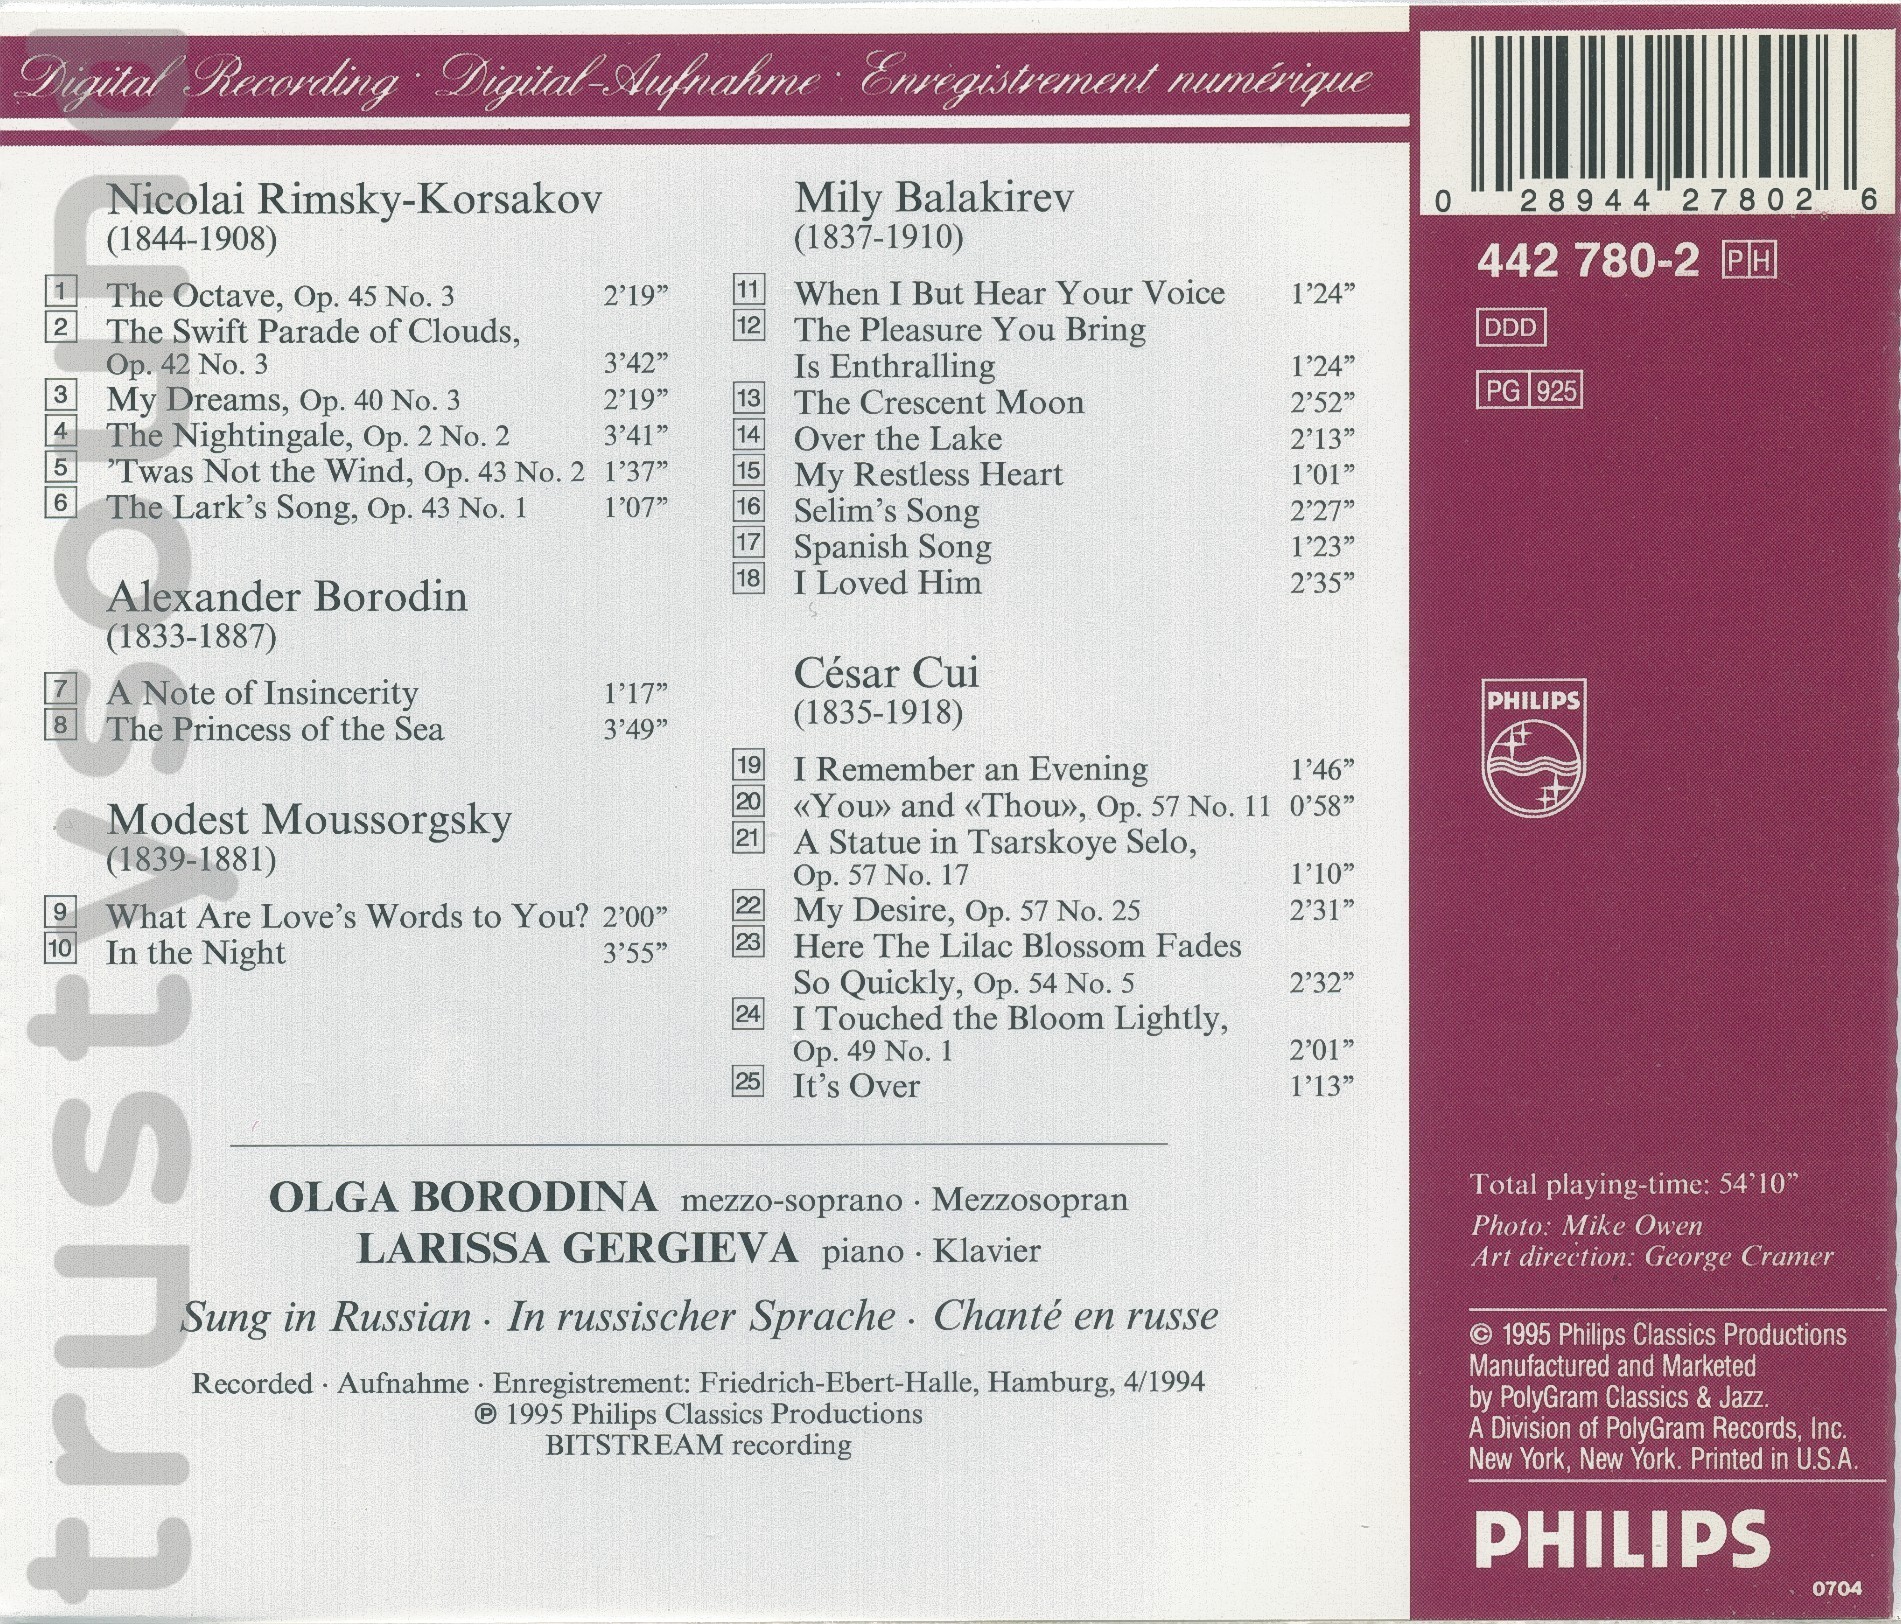 Digital Recording · Digital-Aufnahme · Enregistrement numérique
Nicolai Rimsky-Korsakov
(1844-1908)
1 The Octave, Op. 45 No. 3 2’19”
2 The Swift Parade of Clouds,
Op. 42 No. 3 3’42”
3 My Dreams, Op. 40 No. 3 2’19”
4 The Nightingale, Op. 2 No. 2 3’41”
5 ’Twas Not the Wind, Op. 43 No. 2 1’37”
6 The Lark’s Song, Op. 43 No. 1 1’07”
Alexander Borodin
(1833-1887)
7 A Note of Insincerity 1’17”
8 The Princess of the Sea 3’49”
Modest Moussorgsky
(1839-1881)
9 What Are Love’s Words to You? 2’00”
10 In the Night 3’55”
Mily Balakirev
(1837-1910)
11 When I But Hear Your Voice 1’24”
12 The Pleasure You Bring
Is Enthralling 1’24”
13 The Crescent Moon 2’52”
14 Over the Lake 2’13”
15 My Restless Heart 1’01”
16 Selim’s Song 2’27”
17 Spanish Song 1’23”
18 I Loved Him 2’35”
César Cui
(1835-1918)
19 I Remember an Evening 1’46”
20 «You» and «Thou», Op. 57 No. 11 0’58”
21 A Statue in Tsarskoye Selo,
Op. 57 No. 17 1’10”
22 My Desire, Op. 57 No. 25 2’31”
23 Here The Lilac Blossom Fades
So Quickly, Op. 54 No. 5 2’32”
24 I Touched the Bloom Lightly,
Op. 49 No. 1 2’01”
25 It’s Over 1’13”
OLGA BORODINA mezzo-soprano · Mezzosopran
LARISSA GERGIEVA piano · Klavier
Sung in Russian · In russischer Sprache · Chanté en russe
Recorded · Aufnahme · Enregistrement: Friedrich-Ebert-Halle, Hamburg, 4/1994
℗ 1995 Philips Classics Productions
BITSTREAM recording
0 28944 27802 6
442 780-2 PH
DDD
PG 925
PHILIPS
Total playing-time: 54’10”
Photo: Mike Owen
Art direction: George Cramer
© 1995 Philips Classics Productions
Manufactured and Marketed
by PolyGram Classics & Jazz.
A Division of PolyGram Records, Inc.
New York, New York. Printed in U.S.A.
PHILIPS
0704
trustysound